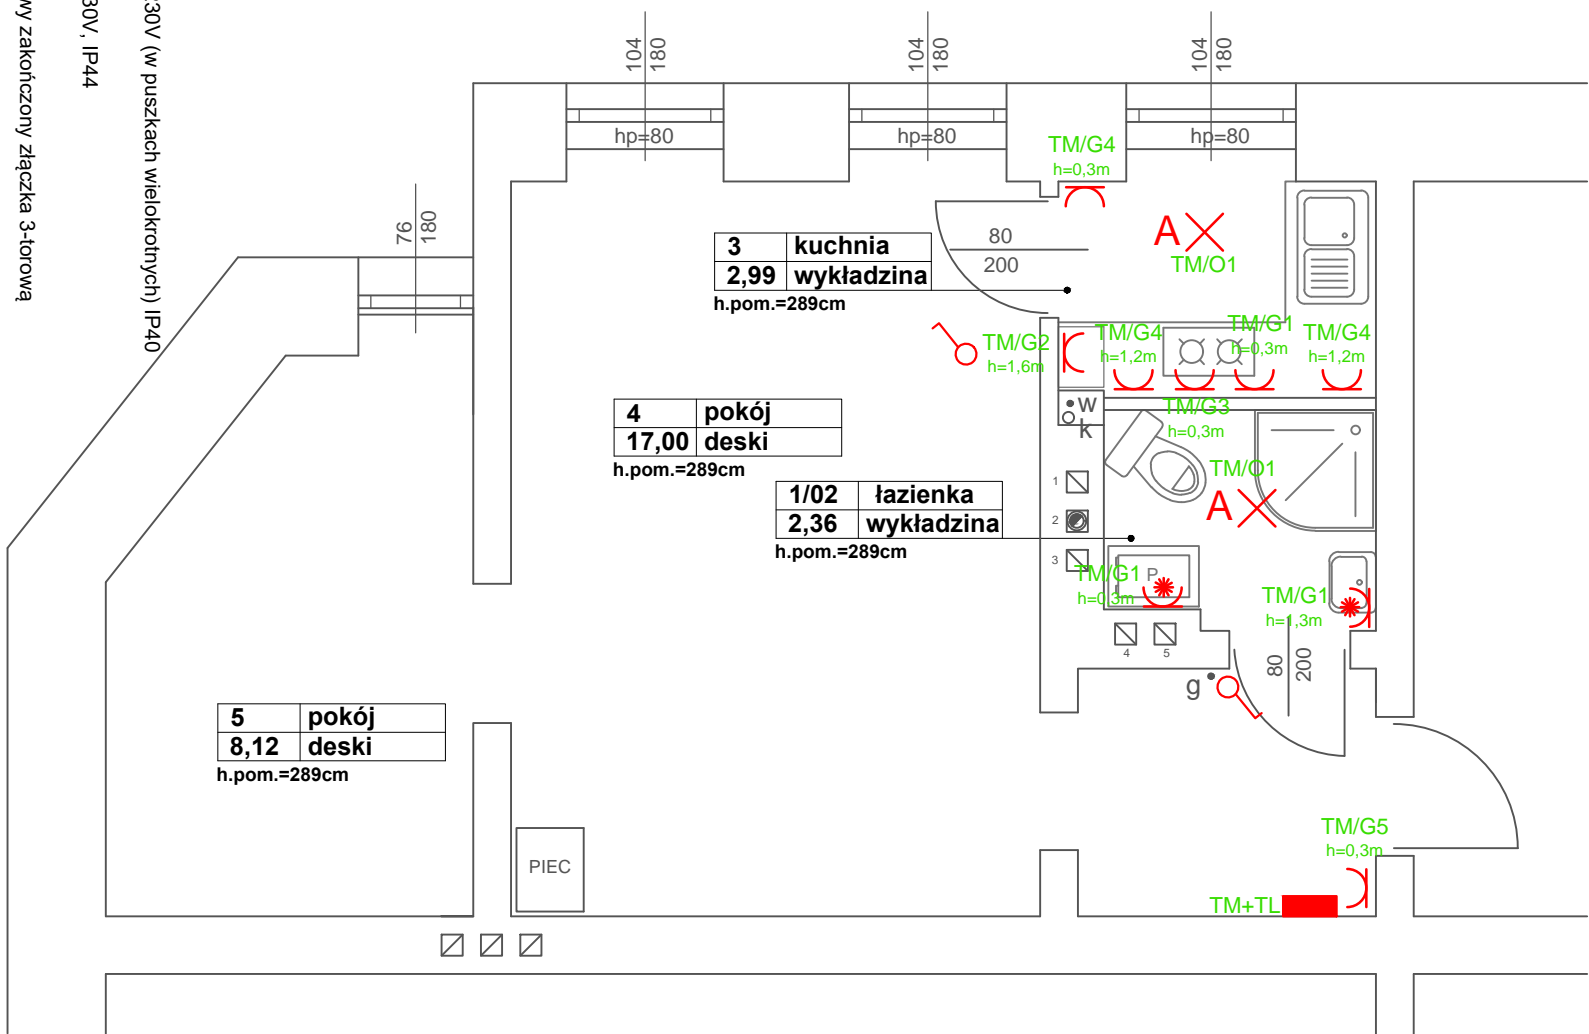 30V (w puszkach wielokrotnych) IP40
30V, IP44
wy zakończony złączka 3-torową
104
180
104
180
104
180
hp=80
hp=80
hp=80
76
180
TM/G4
h=0,3m
3 kuchnia
2,99 wykładzina
h.pom.=289cm
80
200
A
TM/O1
TM/G2
h=1,6m
TM/G4
h=1,2m
TM/G1
h=0,3m
TM/G4
h=1,2m
4 pokój
17,00 deski
h.pom.=289cm
w
k
TM/G3
h=0,3m
1/02 łazienka
2,36 wykładzina
h.pom.=289cm
1
2
3
TM/O1
A
TM/G1
h=0,3m
P
TM/G1
h=1,3m
4
5
80
200
g
5 pokój
8,12 deski
h.pom.=289cm
PIEC
TM/G5
h=0,3m
TM+TL